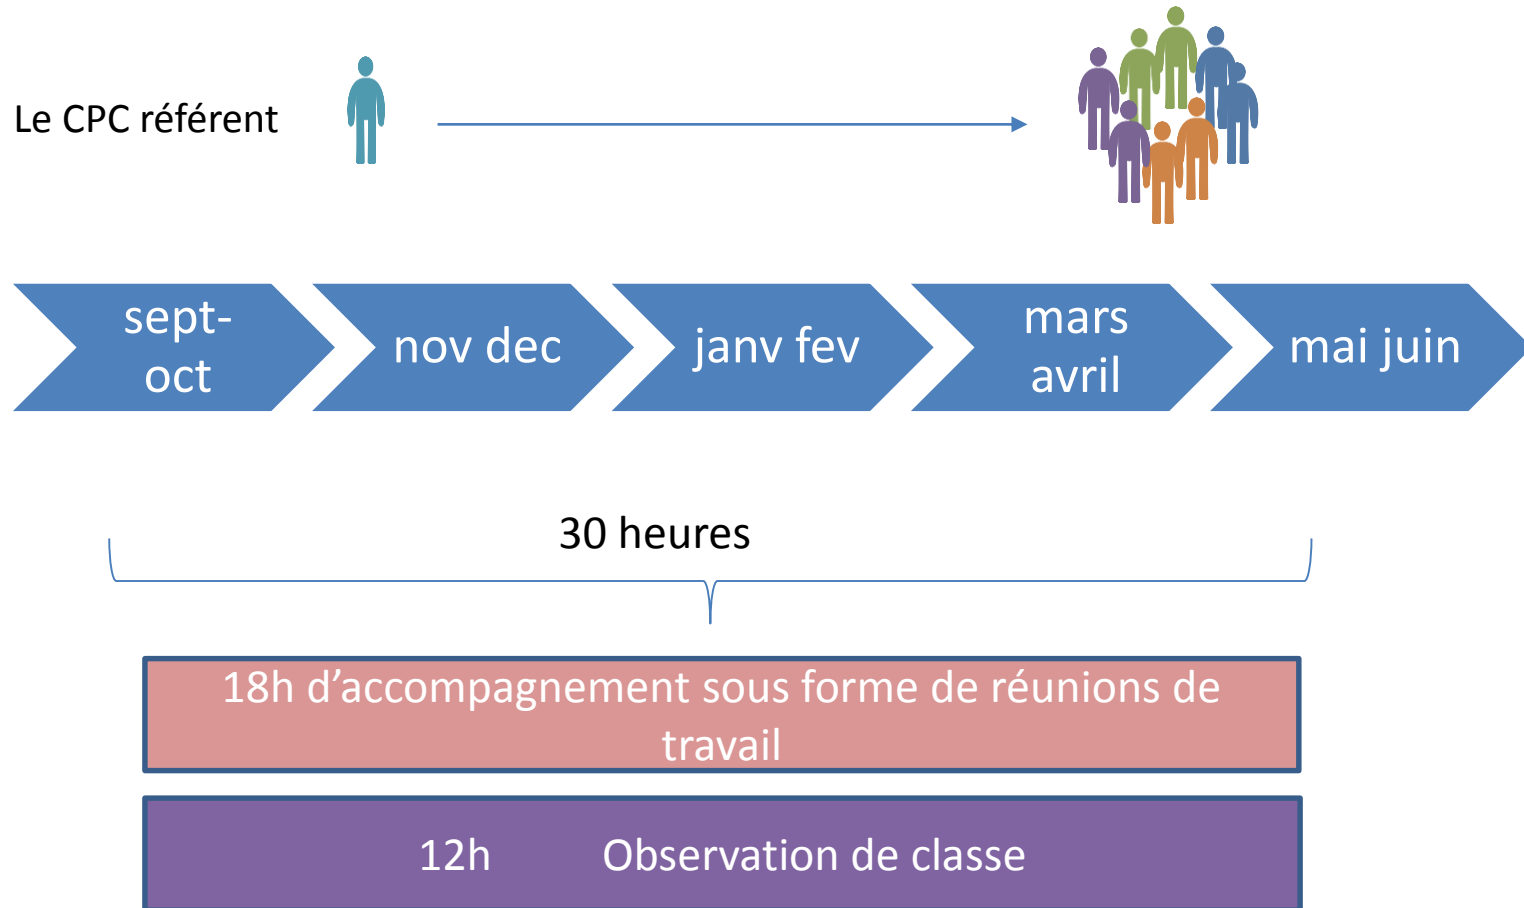 Le CPC référent
sept-
oct
nov dec
janv fev
mars
avril
mai juin
30 heures
18h d’accompagnement sous forme de réunions de
travail
12h Observation de classe